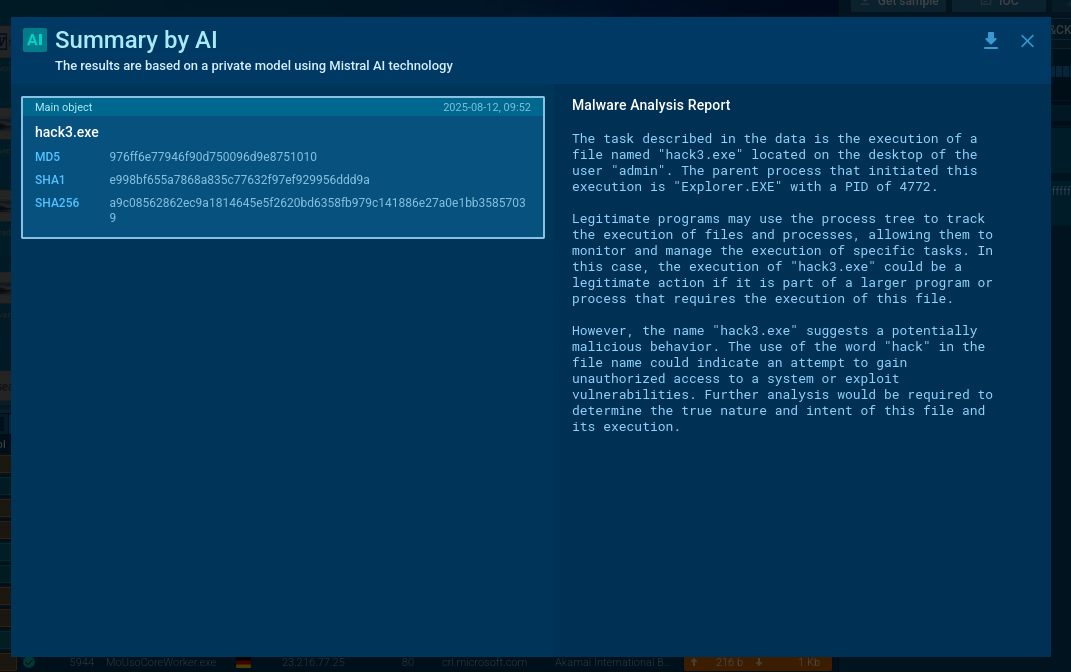 Get sample
IOC
AI Summary by AI
The results are based on a private model using Mistral AI technology
Main object 2025-08-12, 09:52
hack3.exe
MD5 976ff6e77946f90d750096d9e8751010
SHA1 e998bf655a7868a835c77632f97ef929956ddd9a
SHA256 a9c08562862ec9a1814645e5f2620bd6358fb979c141886e27a0e1bb3585703
9
Malware Analysis Report
The task described in the data is the execution of a
file named "hack3.exe" located on the desktop of the
user "admin". The parent process that initiated this
execution is "Explorer.EXE" with a PID of 4772.
Legitimate programs may use the process tree to track
the execution of files and processes, allowing them to
monitor and manage the execution of specific tasks. In
this case, the execution of "hack3.exe" could be a
legitimate action if it is part of a larger program or
process that requires the execution of this file.
However, the name "hack3.exe" suggests a potentially
malicious behavior. The use of the word "hack" in the
file name could indicate an attempt to gain
unauthorized access to a system or exploit
vulnerabilities. Further analysis would be required to
determine the true nature and intent of this file and
its execution.
5944 MoUsoCoreWorker.exe 23.216.77.25 80 crl.microsoft.com Akamai International B... 216 b 1 Kb